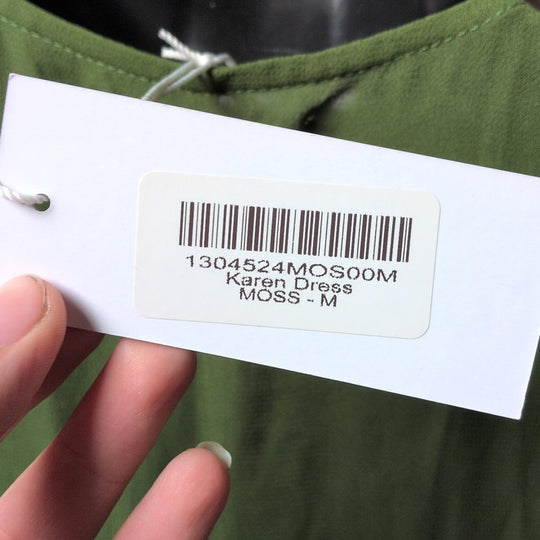 1304524MOS00M
Karen Dress
MOSS - M